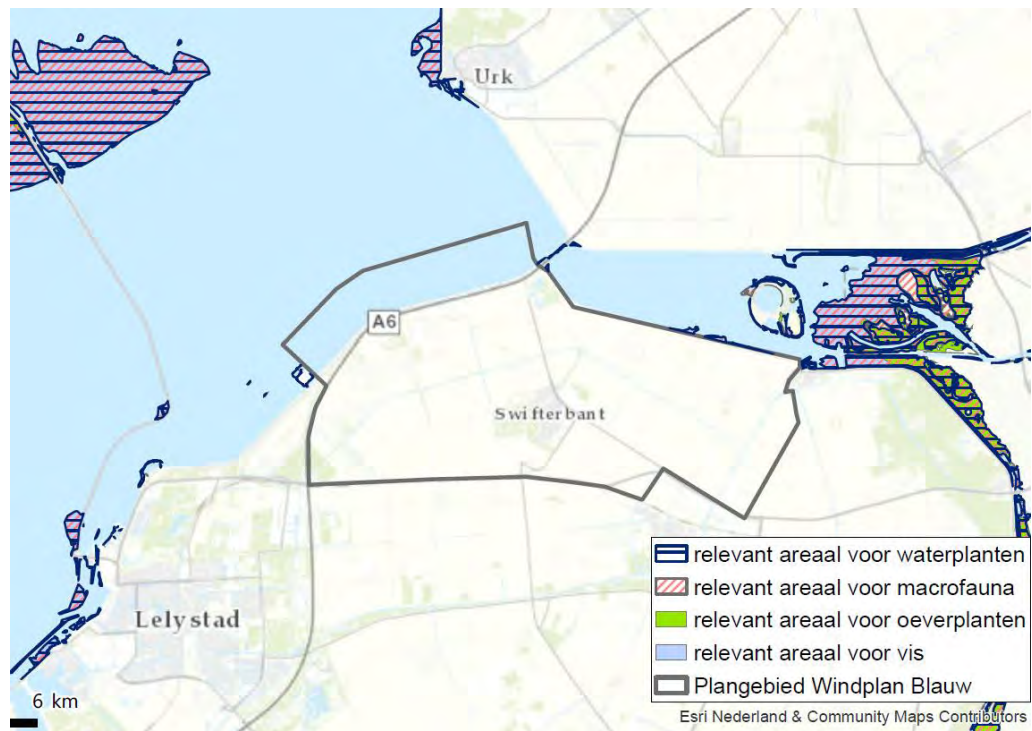 Urk
A6
Swifterbant
Lelystad
relevant areaal voor waterplanten
relevant areaal voor macrofauna
relevant areaal voor oeverplanten
relevant areaal voor vis
Plangebied Windplan Blauw
6 km
Esri Nederland & Community Maps Contributors